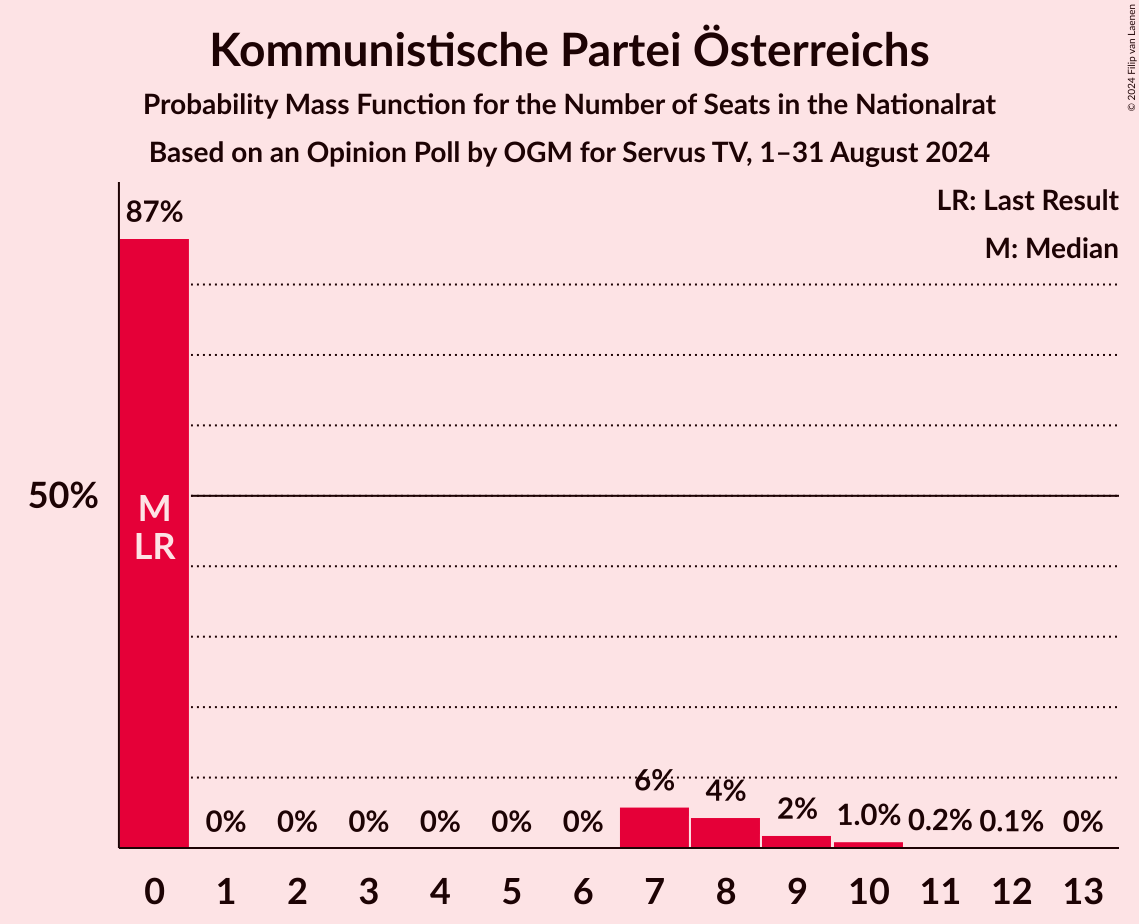 Kommunistische Partei Österreichs
Probability Mass Function for the Number of Seats in the Nationalrat
Based on an Opinion Poll by OGM for Servus TV, 1–31 August 2024
© 2024 Filip van Laenen
LR: Last Result
M: Median
87%
50%
M
LR
0% 0% 0% 0% 0% 0% 6% 4% 2% 1.0% 0.2% 0.1% 0%
0 1 2 3 4 5 6 7 8 9 10 11 12 13